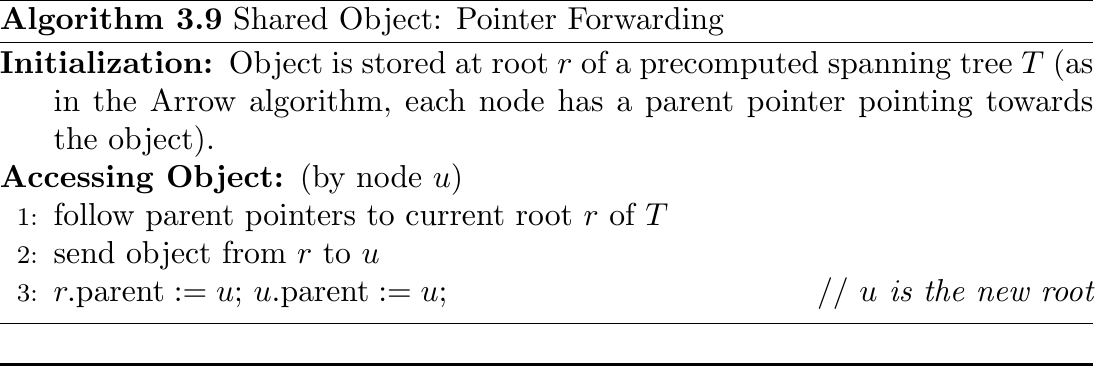 Algorithm 3.9 Shared Object: Pointer Forwarding
Initialization: Object is stored at root r of a precomputed spanning tree T (as
in the Arrow algorithm, each node has a parent pointer pointing towards
the object).
Accessing Object: (by node u)
1: follow parent pointers to current root r of T
2: send object from r to u
3: r.parent := u; u.parent := u; // u is the new root